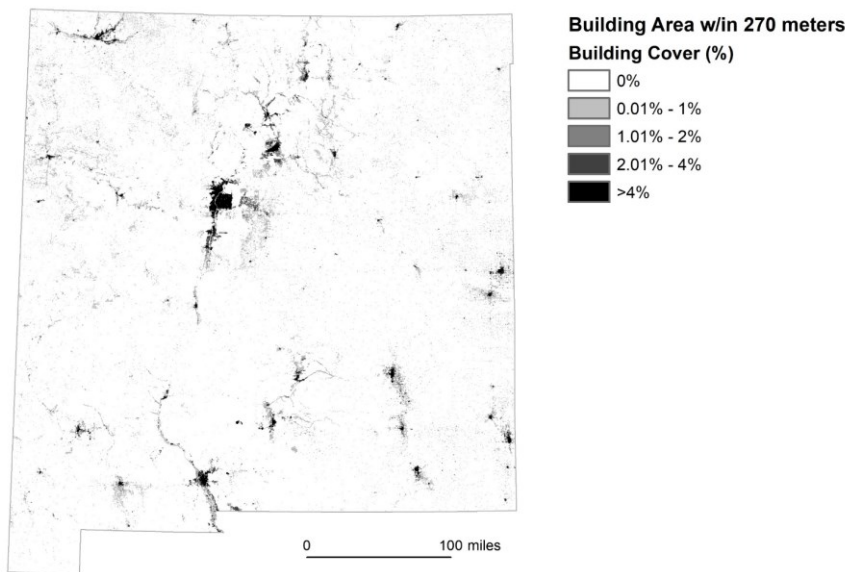 Building Area w/in 270 meters
Building Cover (%)
0%
0.01% - 1%
1.01% - 2%
2.01% - 4%
>4%
0 100 miles